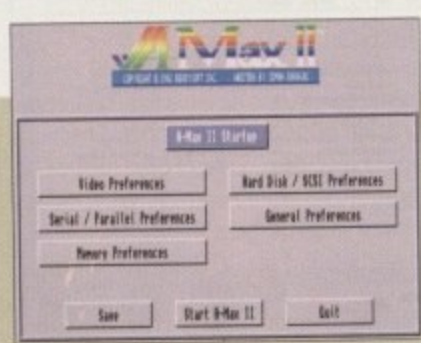 A-Max II
A-Max II Startup
Video Preferences
Hard Disk / SCSI Preferences
Serial / Parallel Preferences
General Preferences
Memory Preferences
Save
Start A-Max II
Quit